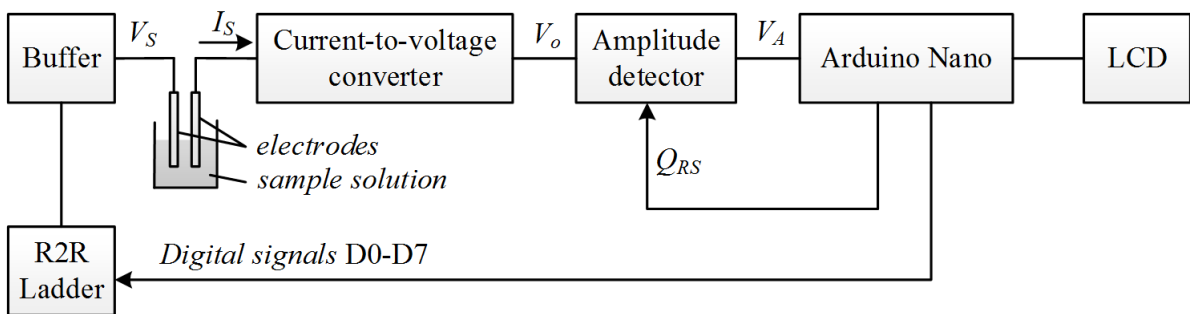 Buffer
V_S
I_S
Current-to-voltage
converter
V_o
Amplitude
detector
V_A
Arduino Nano
LCD
electrodes
sample solution
Q_RS
R2R
Ladder
Digital signals D0-D7